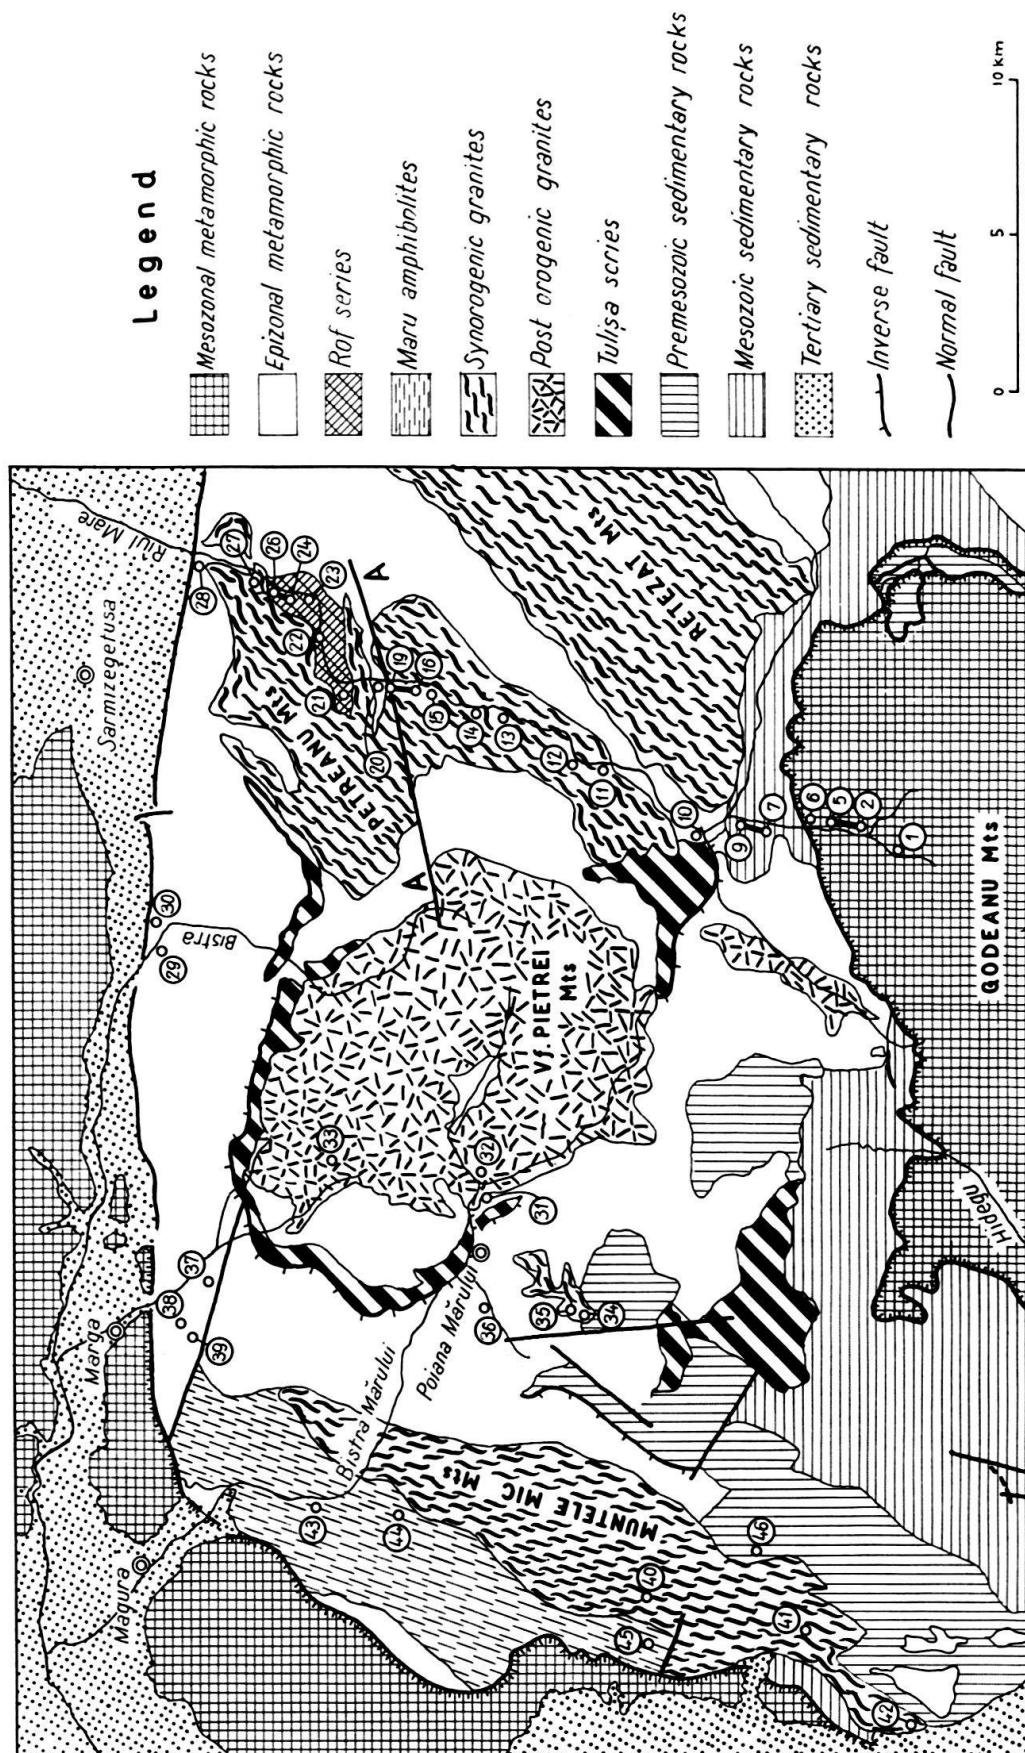 Legend
Mesozonal metamorphic rocks
Epizonal metamorphic rocks
Rof series
Maru amphibolites
Synorogenic granites
Post orogenic granites
Tulișa scries
Premesozoic sedimentary rocks
Mesozoic sedimentary rocks
Tertiary sedimentary rocks
Inverse fault
Normal fault
0 5 10 Km
Magura
Marga
Sarmizegetusa
Rîul Mare
Bistra
Bistra Mărului
Poiana Mărului
Hidegu
MUNTELE MIC Mts
PIETREANU Mts
RETEZAT Mts
Vf. PIETREI
Mts
GODEANU Ms
A
A
1
2
5
6
7
9
10
11
12
13
14
15
16
19
20
21
22
23
24
26
27
28
29
30
31
32
33
34
35
36
37
38
39
40
41
42
43
44
45
46